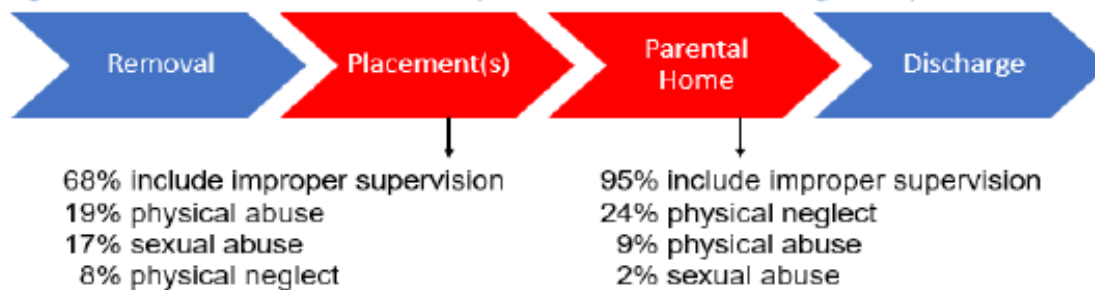 Removal
Placement(s)
Parental
Home
Discharge
68% include improper supervision
19% physical abuse
17% sexual abuse
8% physical neglect
95% include improper supervision
24% physical neglect
9% physical abuse
2% sexual abuse